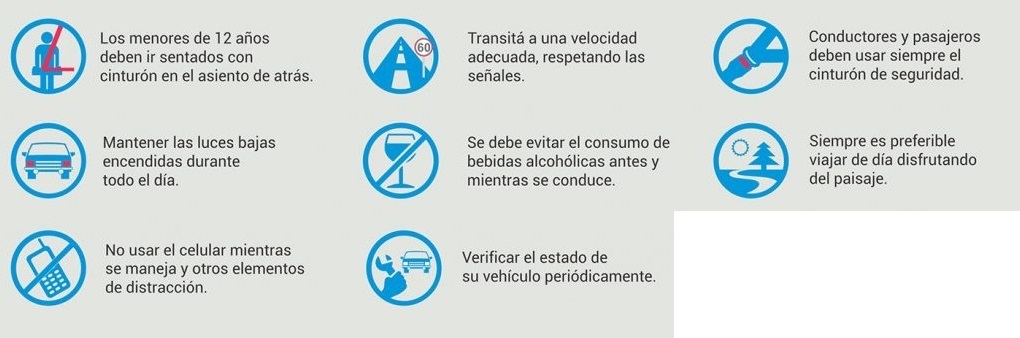 Los menores de 12 años
deben ir sentados con
cinturón en el asiento de atrás.
Transitá a una velocidad
adecuada, respetando las
señales.
60
Conductores y pasajeros
deben usar siempre el
cinturón de seguridad.
Mantener las luces bajas
encendidas durante
todo el día.
Se debe evitar el consumo de
bebidas alcohólicas antes y
mientras se conduce.
Siempre es preferible
viajar de día disfrutando
del paisaje.
No usar el celular mientras
se maneja y otros elementos
de distracción.
Verificar el estado de
su vehículo periódicamente.